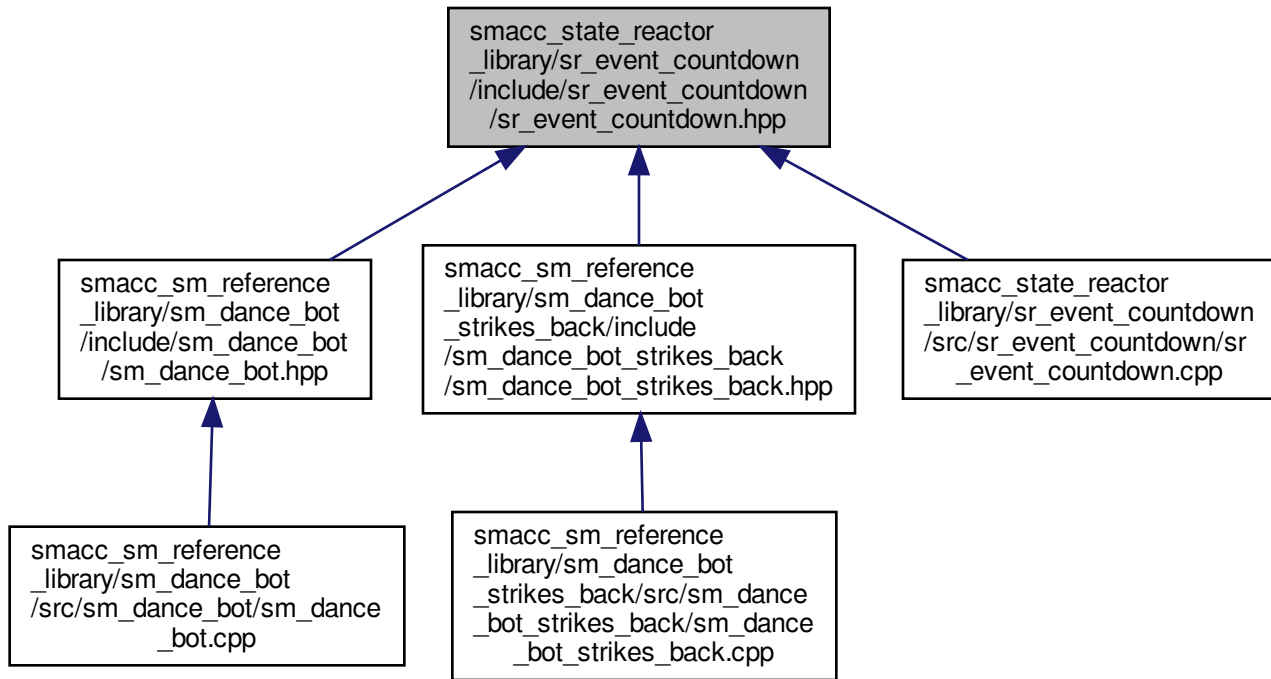 smacc_state_reactor
_library/sr_event_countdown
/include/sr_event_countdown
/sr_event_countdown.hpp
smacc_sm_reference
_library/sm_dance_bot
/include/sm_dance_bot
/sm_dance_bot.hpp
smacc_sm_reference
_library/sm_dance_bot
_strikes_back/include
/sm_dance_bot_strikes_back
/sm_dance_bot_strikes_back.hpp
smacc_state_reactor
_library/sr_event_countdown
/src/sr_event_countdown/sr
_event_countdown.cpp
smacc_sm_reference
_library/sm_dance_bot
/src/sm_dance_bot/sm_dance
_bot.cpp
smacc_sm_reference
_library/sm_dance_bot
_strikes_back/src/sm_dance
_bot_strikes_back/sm_dance
_bot_strikes_back.cpp